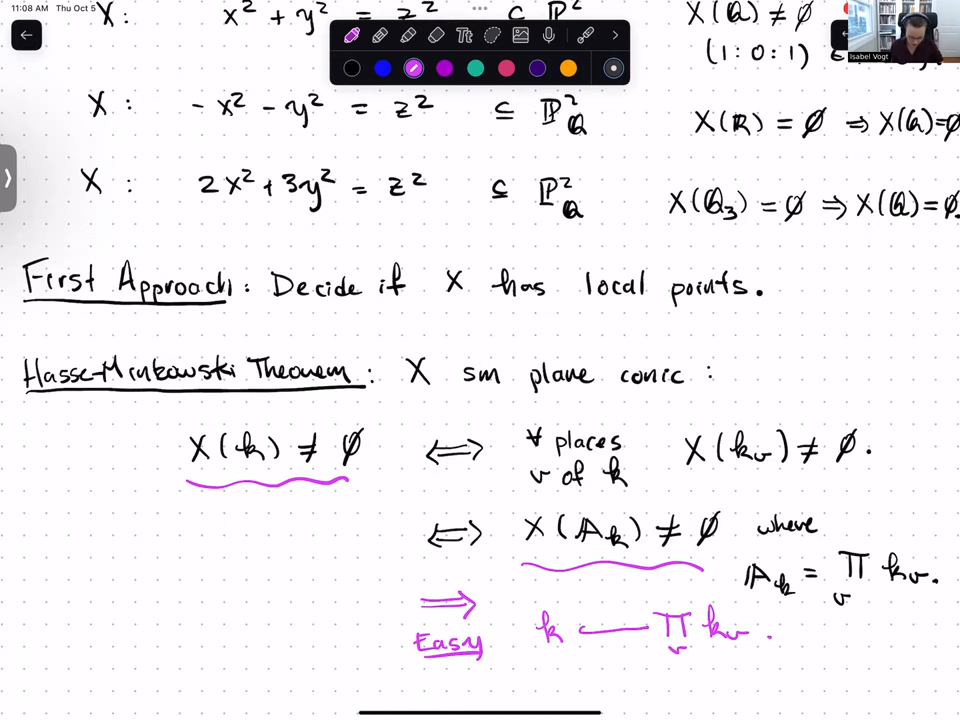 11:08 AM Thu Oct 5
X : x² + y² = z² ⊆ ℙ² X(ℚ) ≠ ∅
Tt
(1:0:1)
Isabel Vogt
X : -x² - y² = z² ⊆ ℙ²_ℚ X(ℝ) = ∅ ⇒ X(ℚ) = ∅
X : 2x² + 3y² = z² ⊆ ℙ²_ℚ X(ℚ₃) = ∅ ⇒ X(ℚ) = ∅.
First Approach : Decide if X has local points.
Hasse-Minkowski Theorem : X sm plane conic :
X(k) ≠ ∅ ⟺ ∀ places v of k X(k_v) ≠ ∅.
⟺ X(𝔸_k) ≠ ∅ where
𝔸_k = ∏_v k_v.
⟹ Easy k — ∏_v k_v.